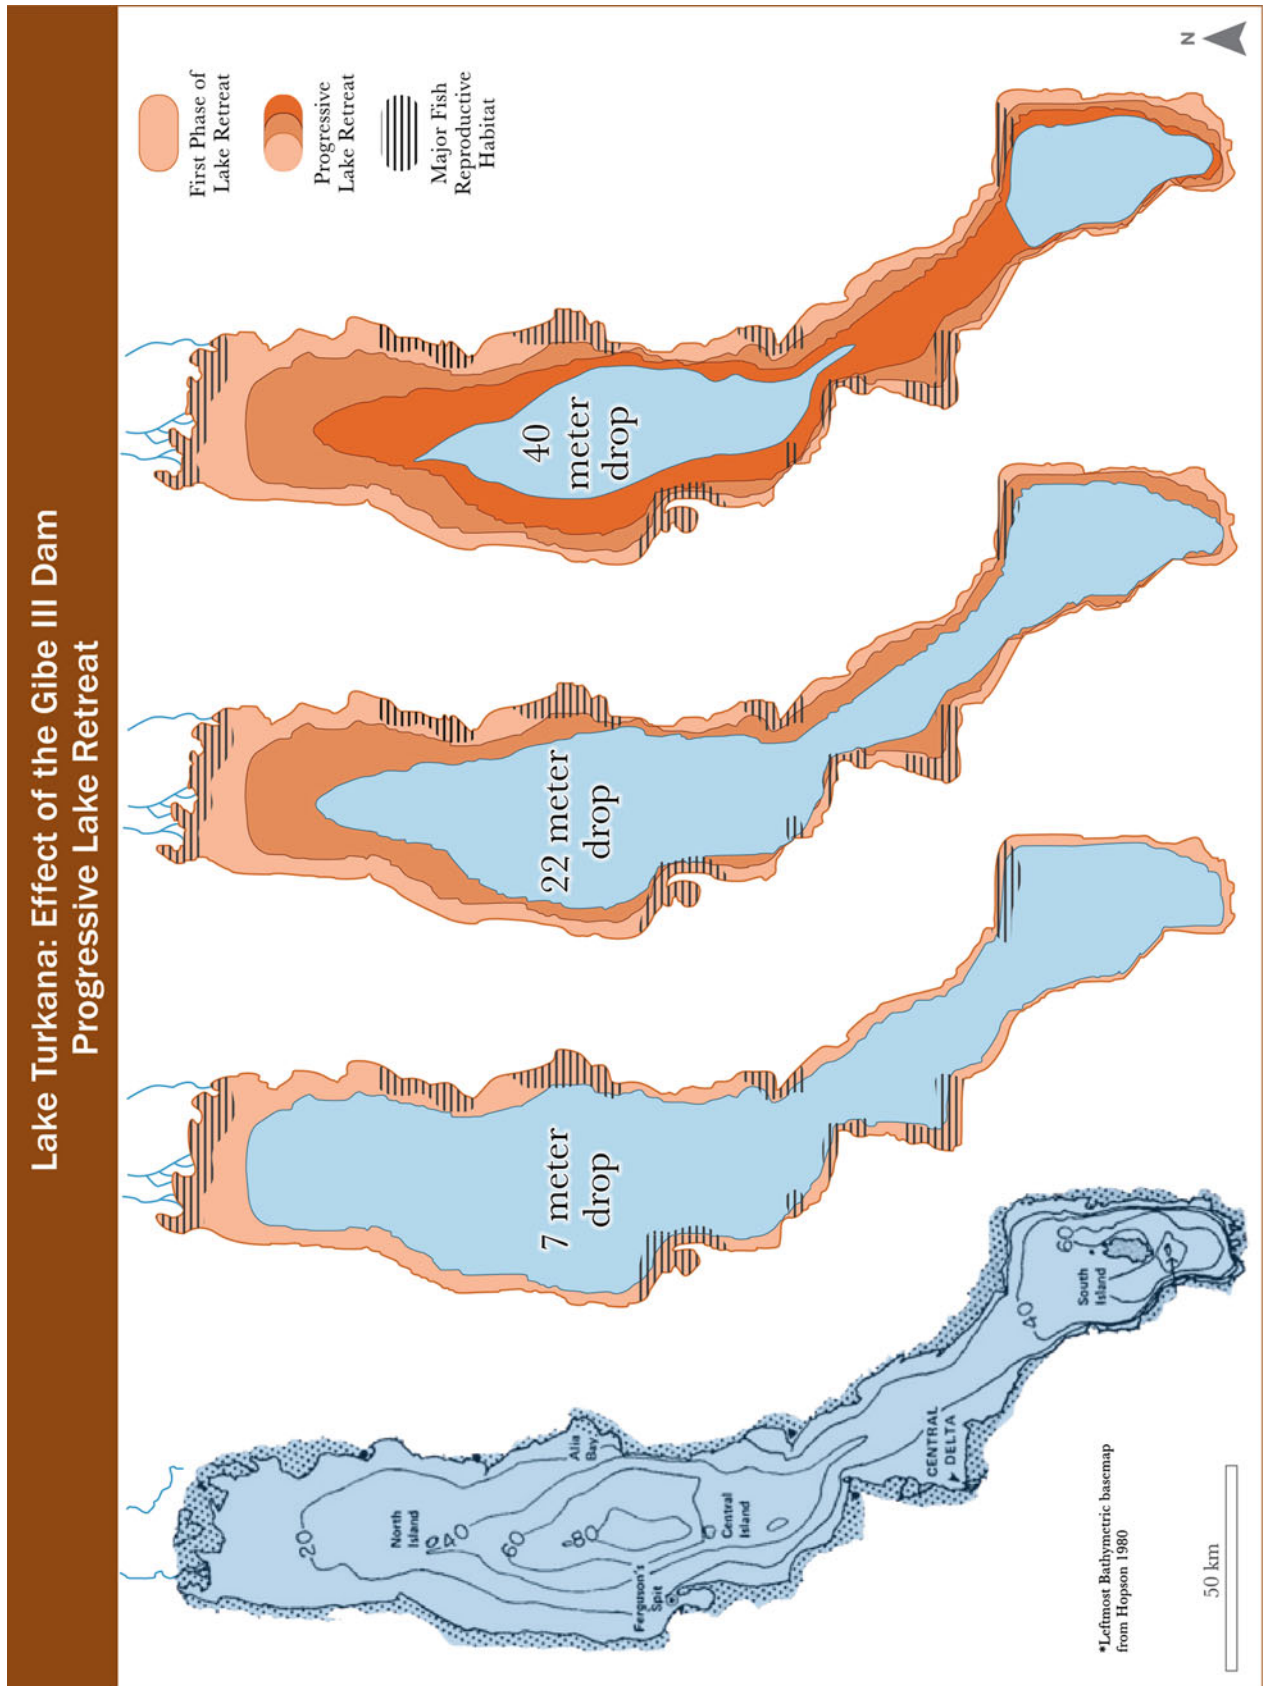 Lake Turkana: Effect of the Gibe III Dam
Progressive Lake Retreat
20
North
Island
40
60
80
Alia
Bay
Ferguson's
Spit
Central
Island
CENTRAL
DELTA
40
South
Island
60
*Leftmost Bathymetric basemap
from Hopson 1980
50 km
7 meter
drop
22 meter
drop
40
meter
drop
First Phase of
Lake Retreat
Progressive
Lake Retreat
Major Fish
Reproductive
Habitat
N